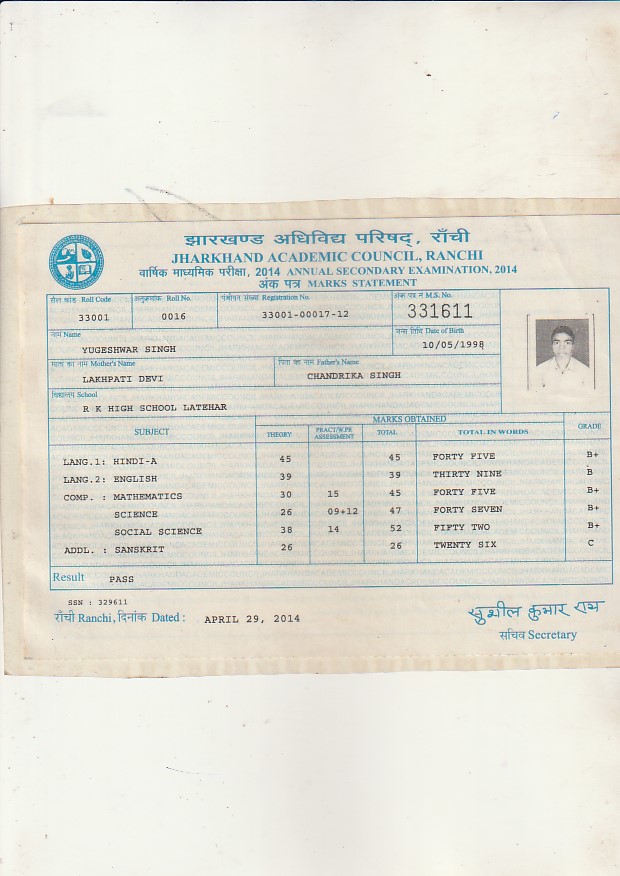 झारखण्ड अधिविद्य परिषद्, राँची
JHARKHAND ACADEMIC COUNCIL, RANCHI
वार्षिक माध्यमिक परीक्षा, 2014 ANNUAL SECONDARY EXAMINATION, 2014
अंक पत्र MARKS STATEMENT
रौल कोड Roll Code अनुक्रमांक Roll No. पंजीयन संख्या Registration No. अंक पत्र नं M.S. No.
33001 0016 33001-00017-12 331611
नाम Name जन्म तिथि Date of Birth
YUGESHWAR SINGH 10/05/1998
माता का नाम Mother's Name पिता का नाम Father's Name
LAKHPATI DEVI CHANDRIKA SINGH
विद्यालय School
R K HIGH SCHOOL LATEHAR
SUBJECT MARKS OBTAINED GRADE
THEORY PRACT/W.PR ASSESSMENT TOTAL TOTAL IN WORDS
LANG.1: HINDI-A 45 45 FORTY FIVE B+
LANG.2: ENGLISH 39 39 THIRTY NINE B
COMP. : MATHEMATICS 30 15 45 FORTY FIVE B+
SCIENCE 26 09+12 47 FORTY SEVEN B+
SOCIAL SCIENCE 38 14 52 FIFTY TWO B+
ADDL. : SANSKRIT 26 26 TWENTY SIX C
Result PASS
SSN : 329611
राँची Ranchi, दिनांक Dated : APRIL 29, 2014
सुशील कुमार राय
सचिव Secretary